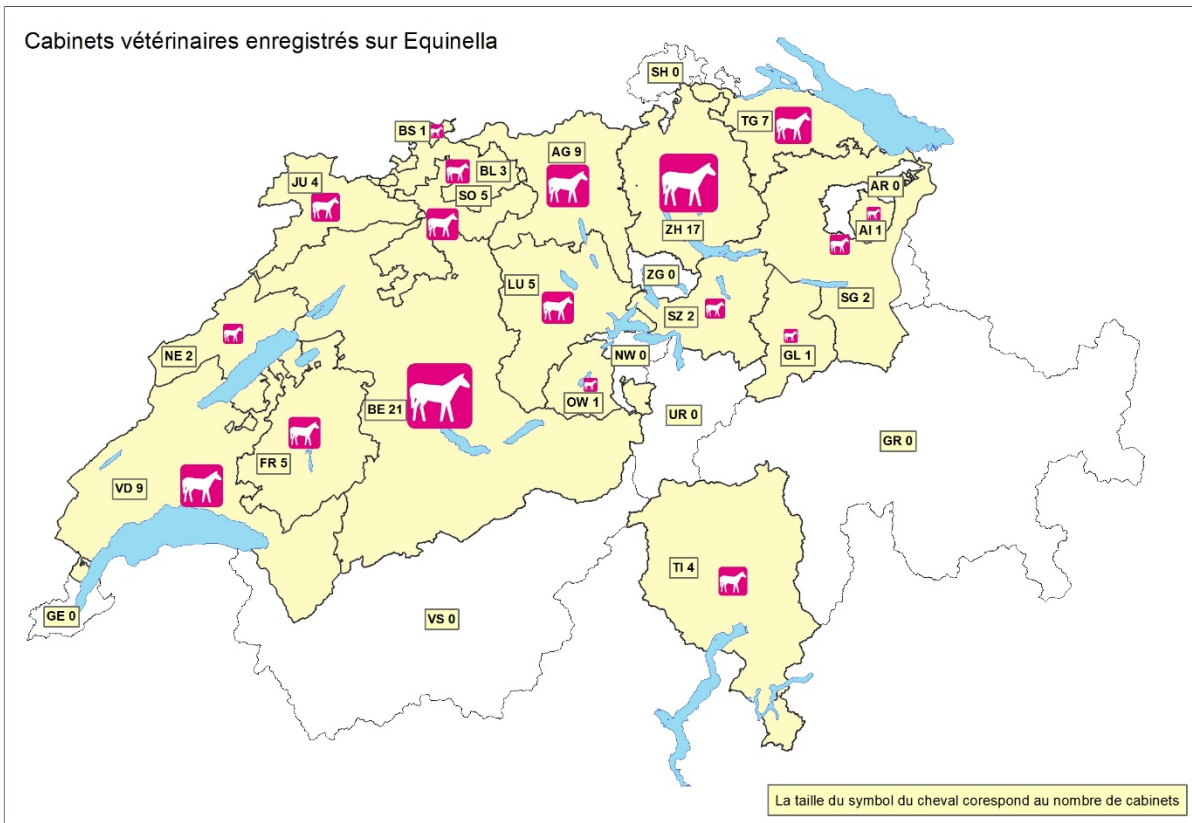 Cabinets vétérinaires enregistrés sur Equinella
SH 0
TG 7
BS 1
AG 9
BL 3
JU 4
SO 5
AR 0
AI 1
ZH 17
ZG 0
LU 5
SZ 2
SG 2
NE 2
NW 0
GL 1
OW 1
BE 21
UR 0
GR 0
FR 5
VD 9
TI 4
GE 0
VS 0
La taille du symbol du cheval corespond au nombre de cabinets